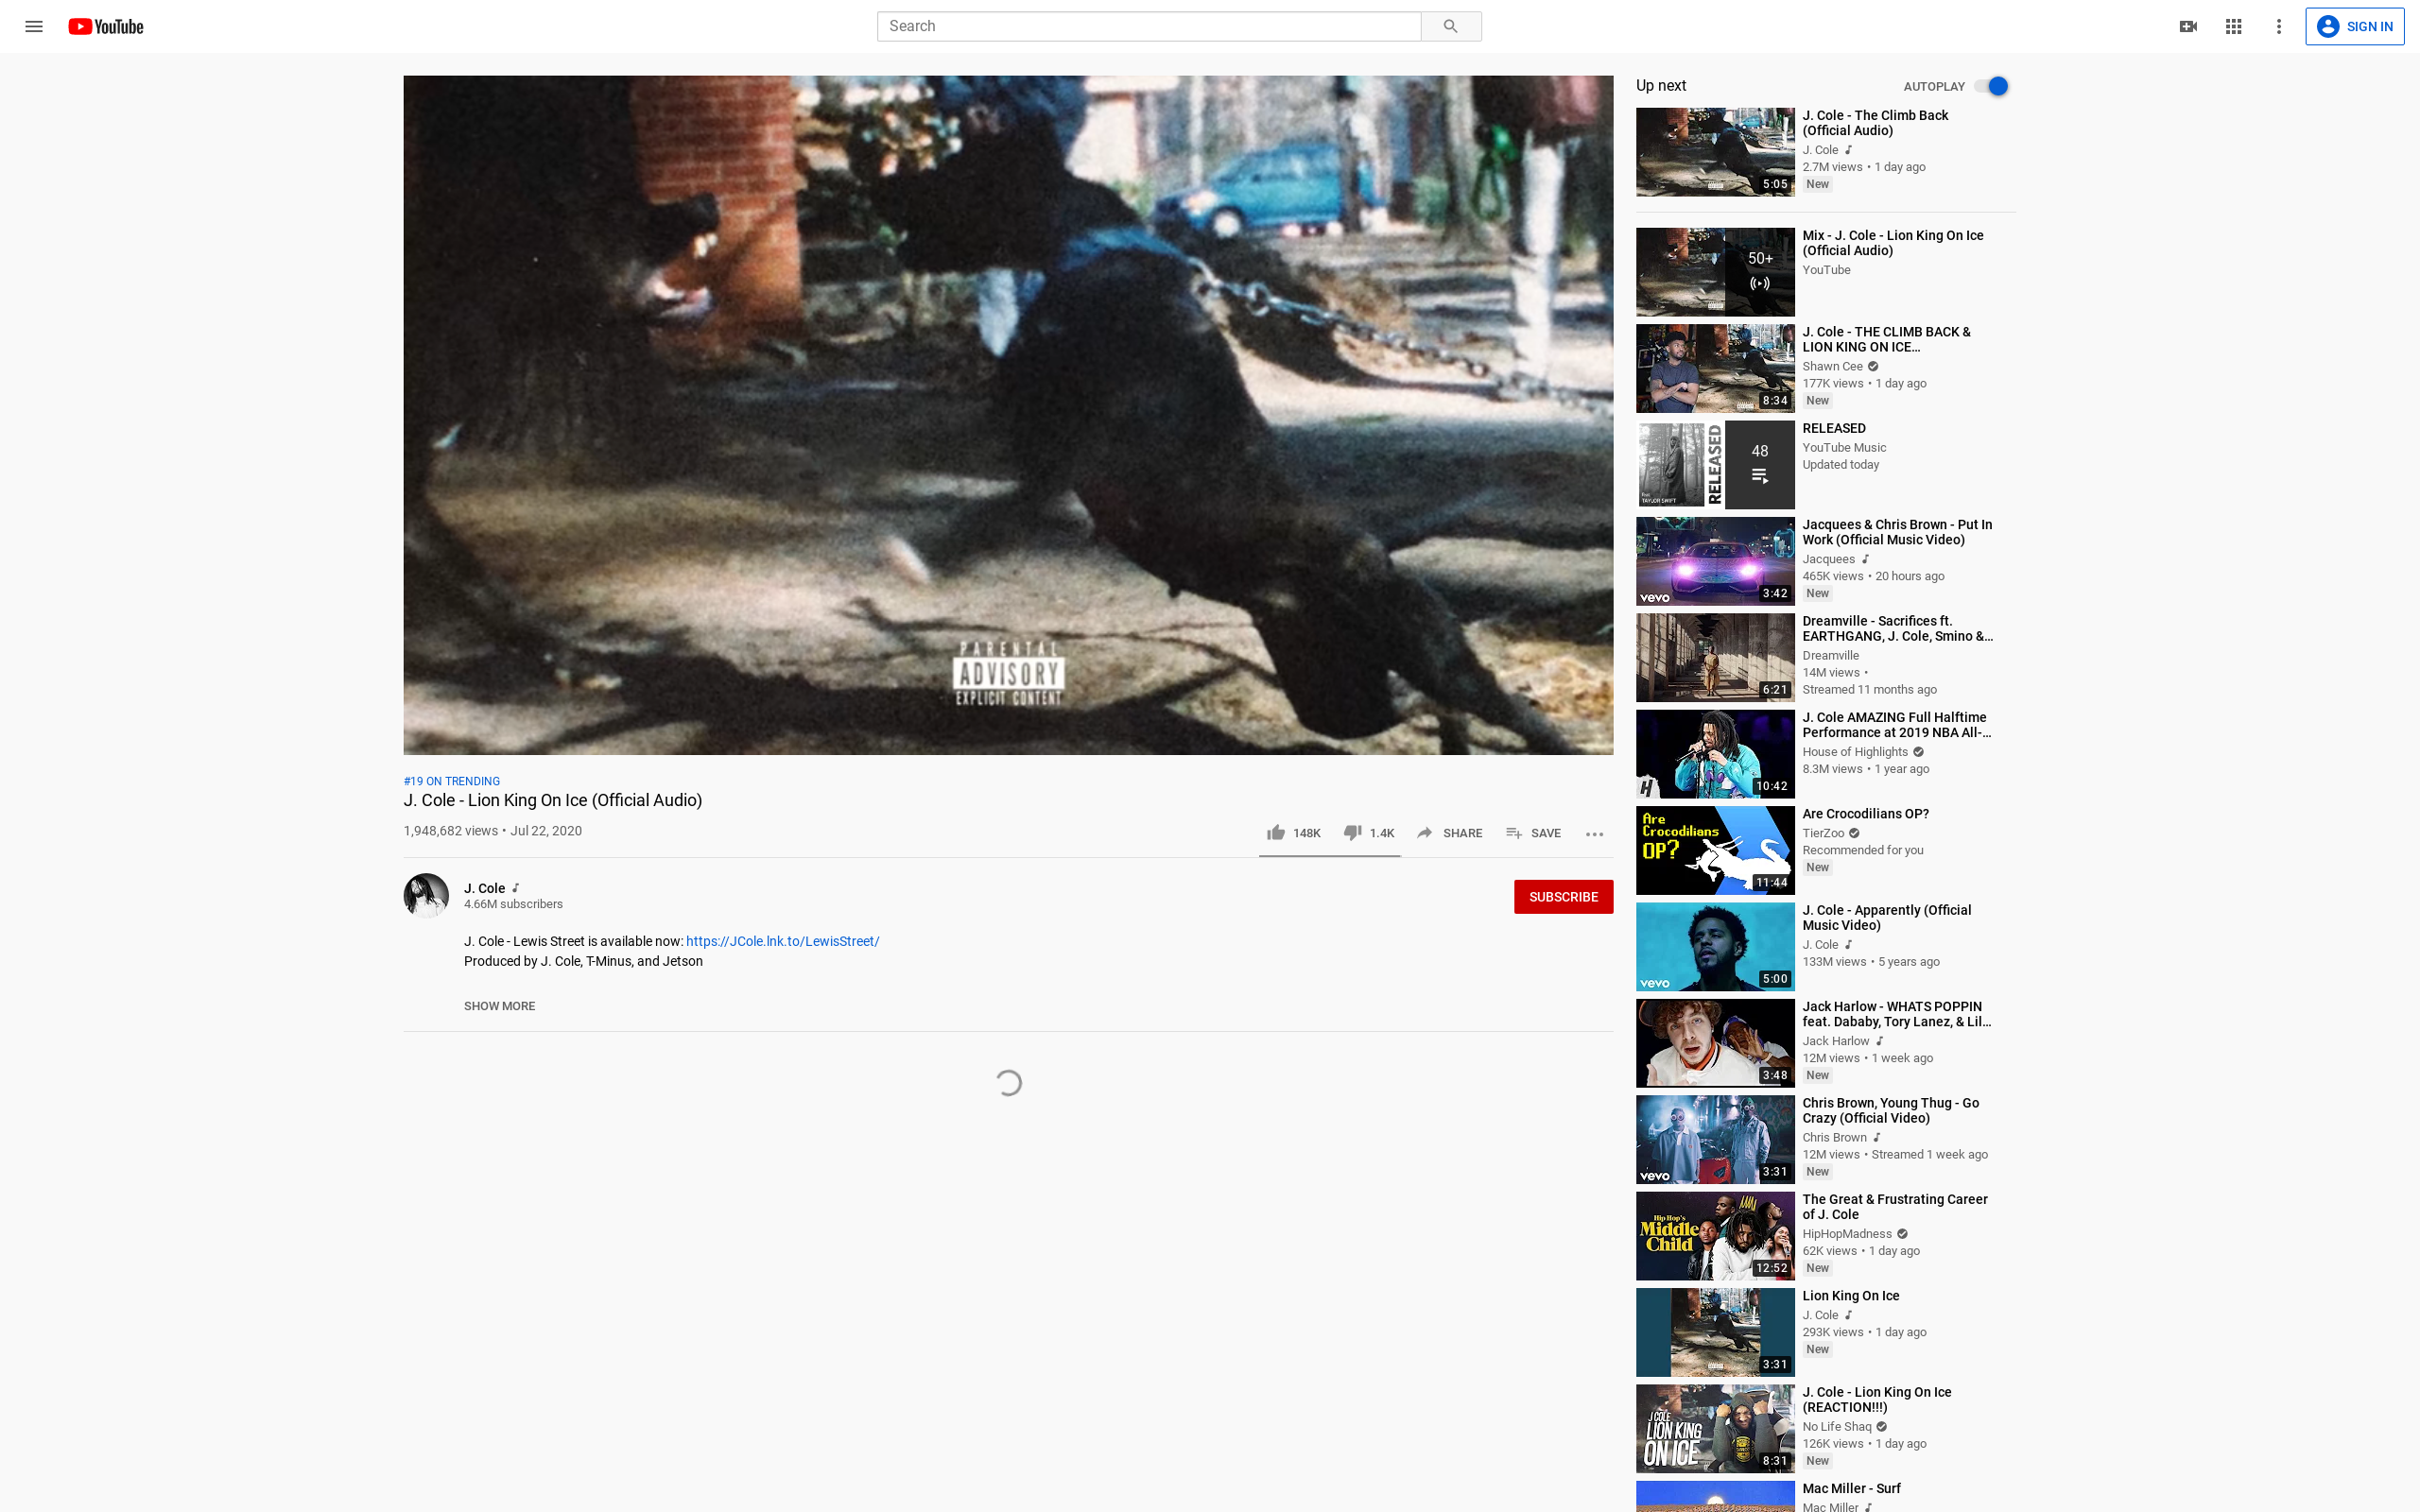 YouTube
Search
SIGN IN
PARENTAL
ADVISORY
EXPLICIT CONTENT
#19 ON TRENDING
J. Cole - Lion King On Ice (Official Audio)
1,948,682 views • Jul 22, 2020
148K
1.4K
SHARE
SAVE
J. Cole
4.66M subscribers
SUBSCRIBE
J. Cole - Lewis Street is available now: https://JCole.lnk.to/LewisStreet/
Produced by J. Cole, T-Minus, and Jetson
SHOW MORE
Up next
AUTOPLAY
5:05
J. Cole - The Climb Back
(Official Audio)
J. Cole
2.7M views • 1 day ago
New
50+
Mix - J. Cole - Lion King On Ice
(Official Audio)
YouTube
8:34
J. Cole - THE CLIMB BACK &
LION KING ON ICE…
Shawn Cee
177K views • 1 day ago
New
TAYLOR SWIFT
RELEASED
48
RELEASED
YouTube Music
Updated today
vevo
3:42
Jacquees & Chris Brown - Put In
Work (Official Music Video)
Jacquees
465K views • 20 hours ago
New
6:21
Dreamville - Sacrifices ft.
EARTHGANG, J. Cole, Smino &…
Dreamville
14M views •
Streamed 11 months ago
H
10:42
J. Cole AMAZING Full Halftime
Performance at 2019 NBA All-…
House of Highlights
8.3M views • 1 year ago
Are
Crocodilians
OP?
11:44
Are Crocodilians OP?
TierZoo
Recommended for you
New
vevo
5:00
J. Cole - Apparently (Official
Music Video)
J. Cole
133M views • 5 years ago
3:48
Jack Harlow - WHATS POPPIN
feat. Dababy, Tory Lanez, & Lil…
Jack Harlow
12M views • 1 week ago
New
vevo
3:31
Chris Brown, Young Thug - Go
Crazy (Official Video)
Chris Brown
12M views • Streamed 1 week ago
New
Hip Hop's
Middle
Child
12:52
The Great & Frustrating Career
of J. Cole
HipHopMadness
62K views • 1 day ago
New
3:31
Lion King On Ice
J. Cole
293K views • 1 day ago
New
J COLE
LION KING
ON ICE
8:31
J. Cole - Lion King On Ice
(REACTION!!!)
No Life Shaq
126K views • 1 day ago
New
Mac Miller - Surf
Mac Miller